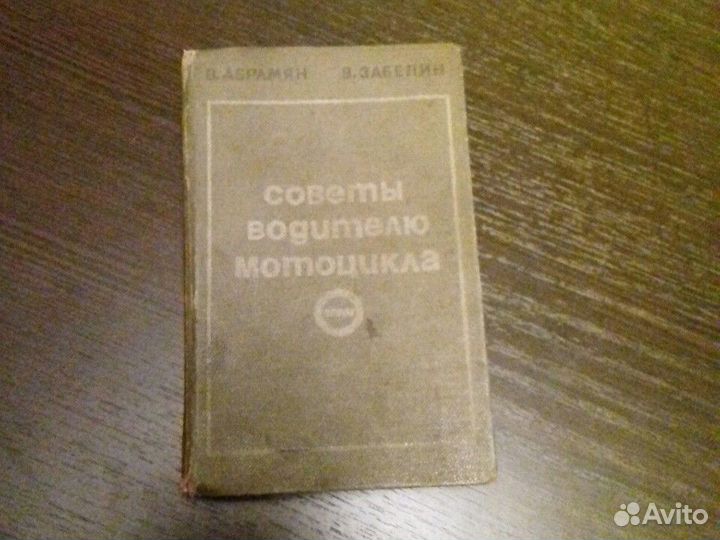 В. АБРАМЯН В. ЗАБЕЛИН
советы
водителю
мотоцикла
Avito